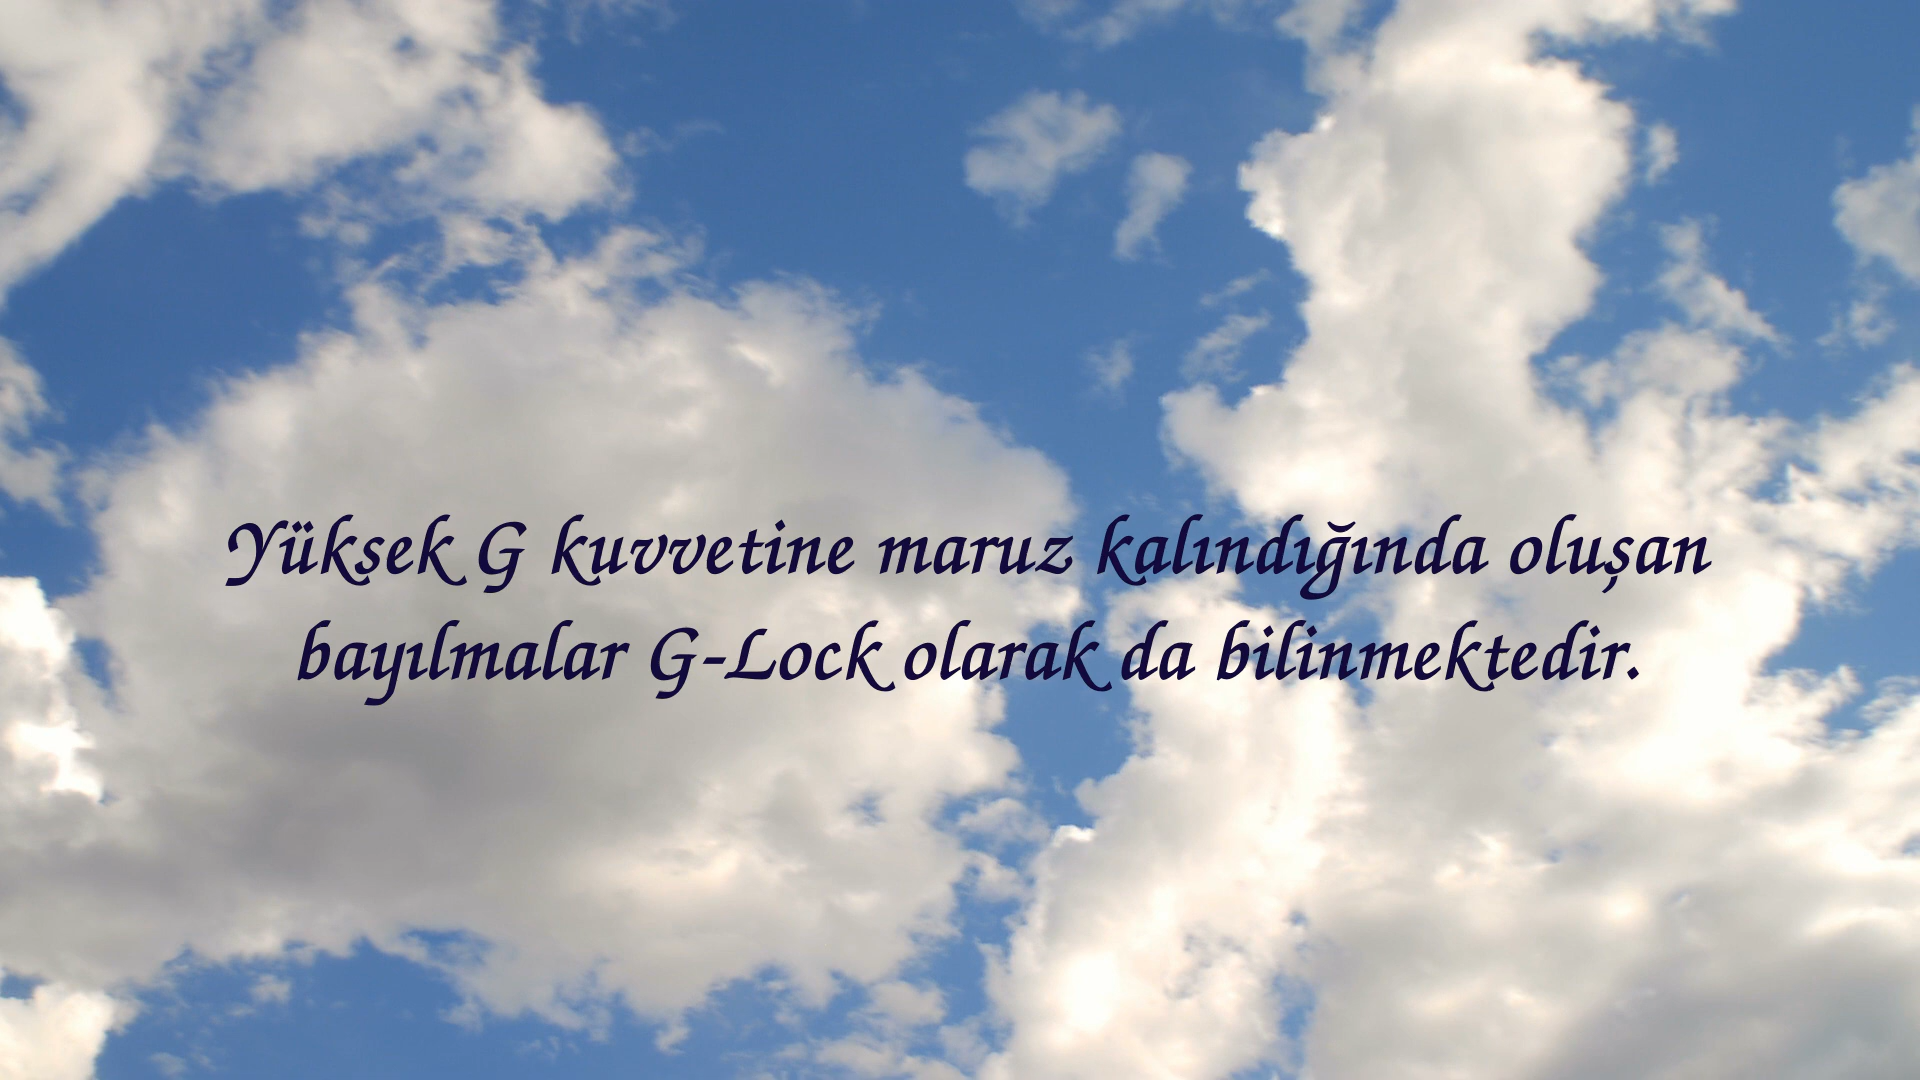 Yüksek G kuvvetine maruz kalındığında oluşan
bayılmalar G-Lock olarak da bilinmektedir.